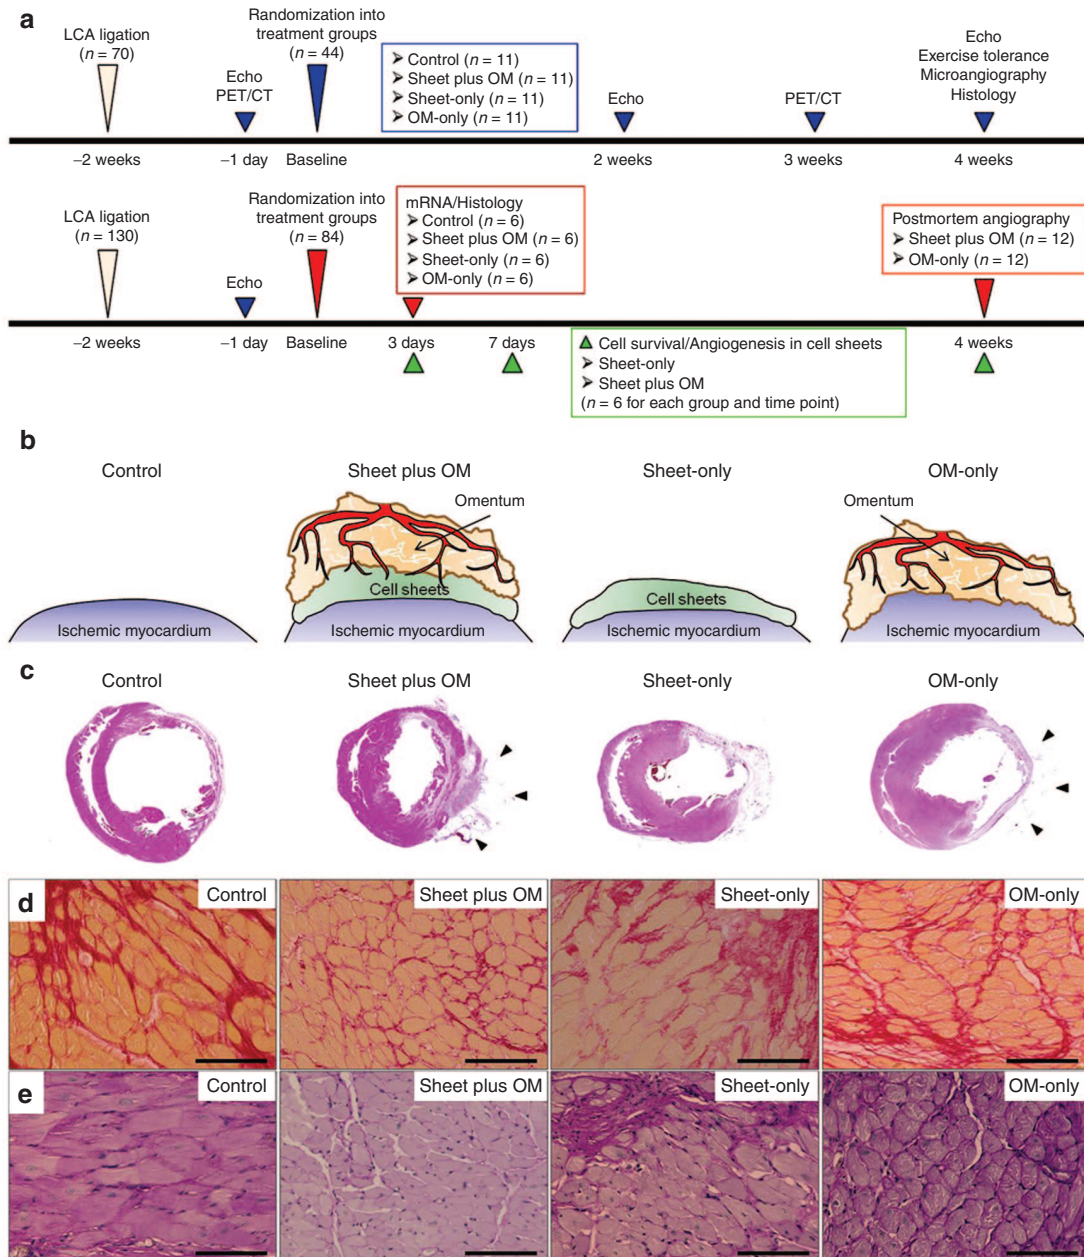 a
LCA ligation
(n = 70)
Echo
PET/CT
Randomization into
treatment groups
(n = 44)
➢ Control (n = 11)
➢ Sheet plus OM (n = 11)
➢ Sheet-only (n = 11)
➢ OM-only (n = 11)
Echo
PET/CT
Echo
Exercise tolerance
Microangiography
Histology
–2 weeks
–1 day
Baseline
2 weeks
3 weeks
4 weeks
LCA ligation
(n = 130)
Echo
Randomization into
treatment groups
(n = 84)
mRNA/Histology
➢ Control (n = 6)
➢ Sheet plus OM (n = 6)
➢ Sheet-only (n = 6)
➢ OM-only (n = 6)
Postmortem angiography
➢ Sheet plus OM (n = 12)
➢ OM-only (n = 12)
–2 weeks
–1 day
Baseline
3 days
7 days
Cell survival/Angiogenesis in cell sheets
➢ Sheet-only
➢ Sheet plus OM
(n = 6 for each group and time point)
4 weeks
b
Control
Sheet plus OM
Sheet-only
OM-only
Omentum
Omentum
Cell sheets
Cell sheets
Ischemic myocardium
Ischemic myocardium
Ischemic myocardium
Ischemic myocardium
c
Control
Sheet plus OM
Sheet-only
OM-only
d
Control
Sheet plus OM
Sheet-only
OM-only
e
Control
Sheet plus OM
Sheet-only
OM-only